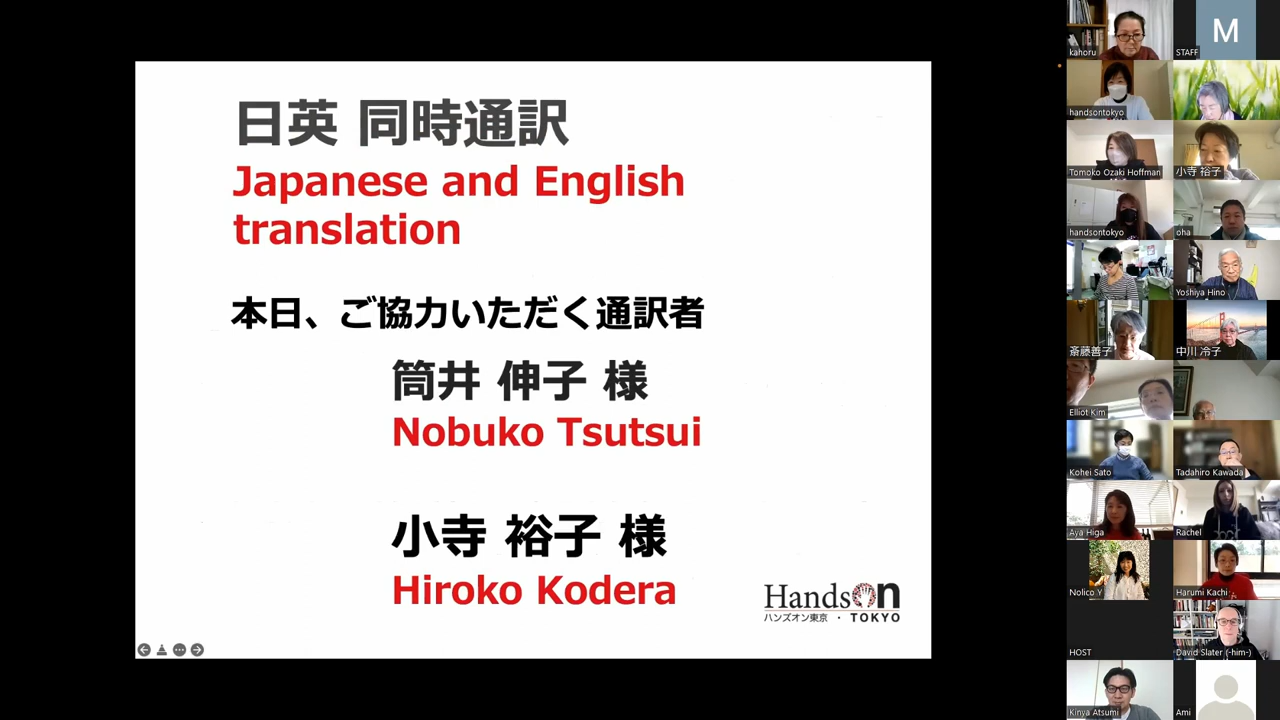 日英 同時通訳
Japanese and English
translation
本日、ご協力いただく通訳者
筒井 伸子 様
Nobuko Tsutsui
小寺 裕子 様
Hiroko Kodera
HandsOn
ハンズオン東京 ・ TOKYO
kahoru
M
STAFF
handsontokyo
Tomoko Ozaki Hoffman
小寺 裕子
handsontokyo
oha
Yoshiya Hino
斎藤善子
中川 冷子
Elliot Kim
Kohei Sato
Tadahiro Kawada
Aya Higa
Rachel
Nolico Y
Harumi Kachi
HOST
David Slater (-him-)
Kinya Atsumi
Ami